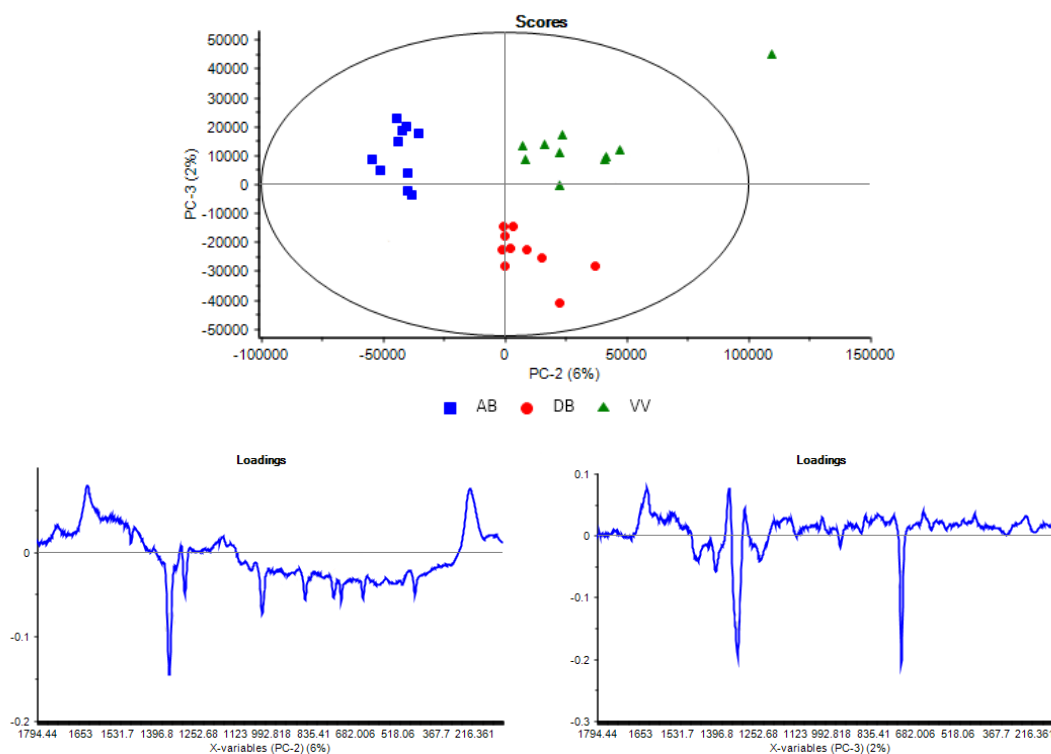 Scores
50000
40000
30000
20000
10000
0
-10000
-20000
-30000
-40000
-50000
PC-3 (2%)
-100000 -50000 0 50000 100000 150000
PC-2 (6%)
AB DB VV
Loadings
0
-0.1
-0.2
1794.44 1653 1531.7 1396.8 1252.68 1123 992.818 835.41 682.006 518.06 367.7 216.361
X-variables (PC-2) (6%)
Loadings
0.1
0
-0.1
-0.2
-0.3
1794.44 1653 1531.7 1396.8 1252.68 1123 992.818 835.41 682.006 518.06 367.7 216.361
X-variables (PC-3) (2%)